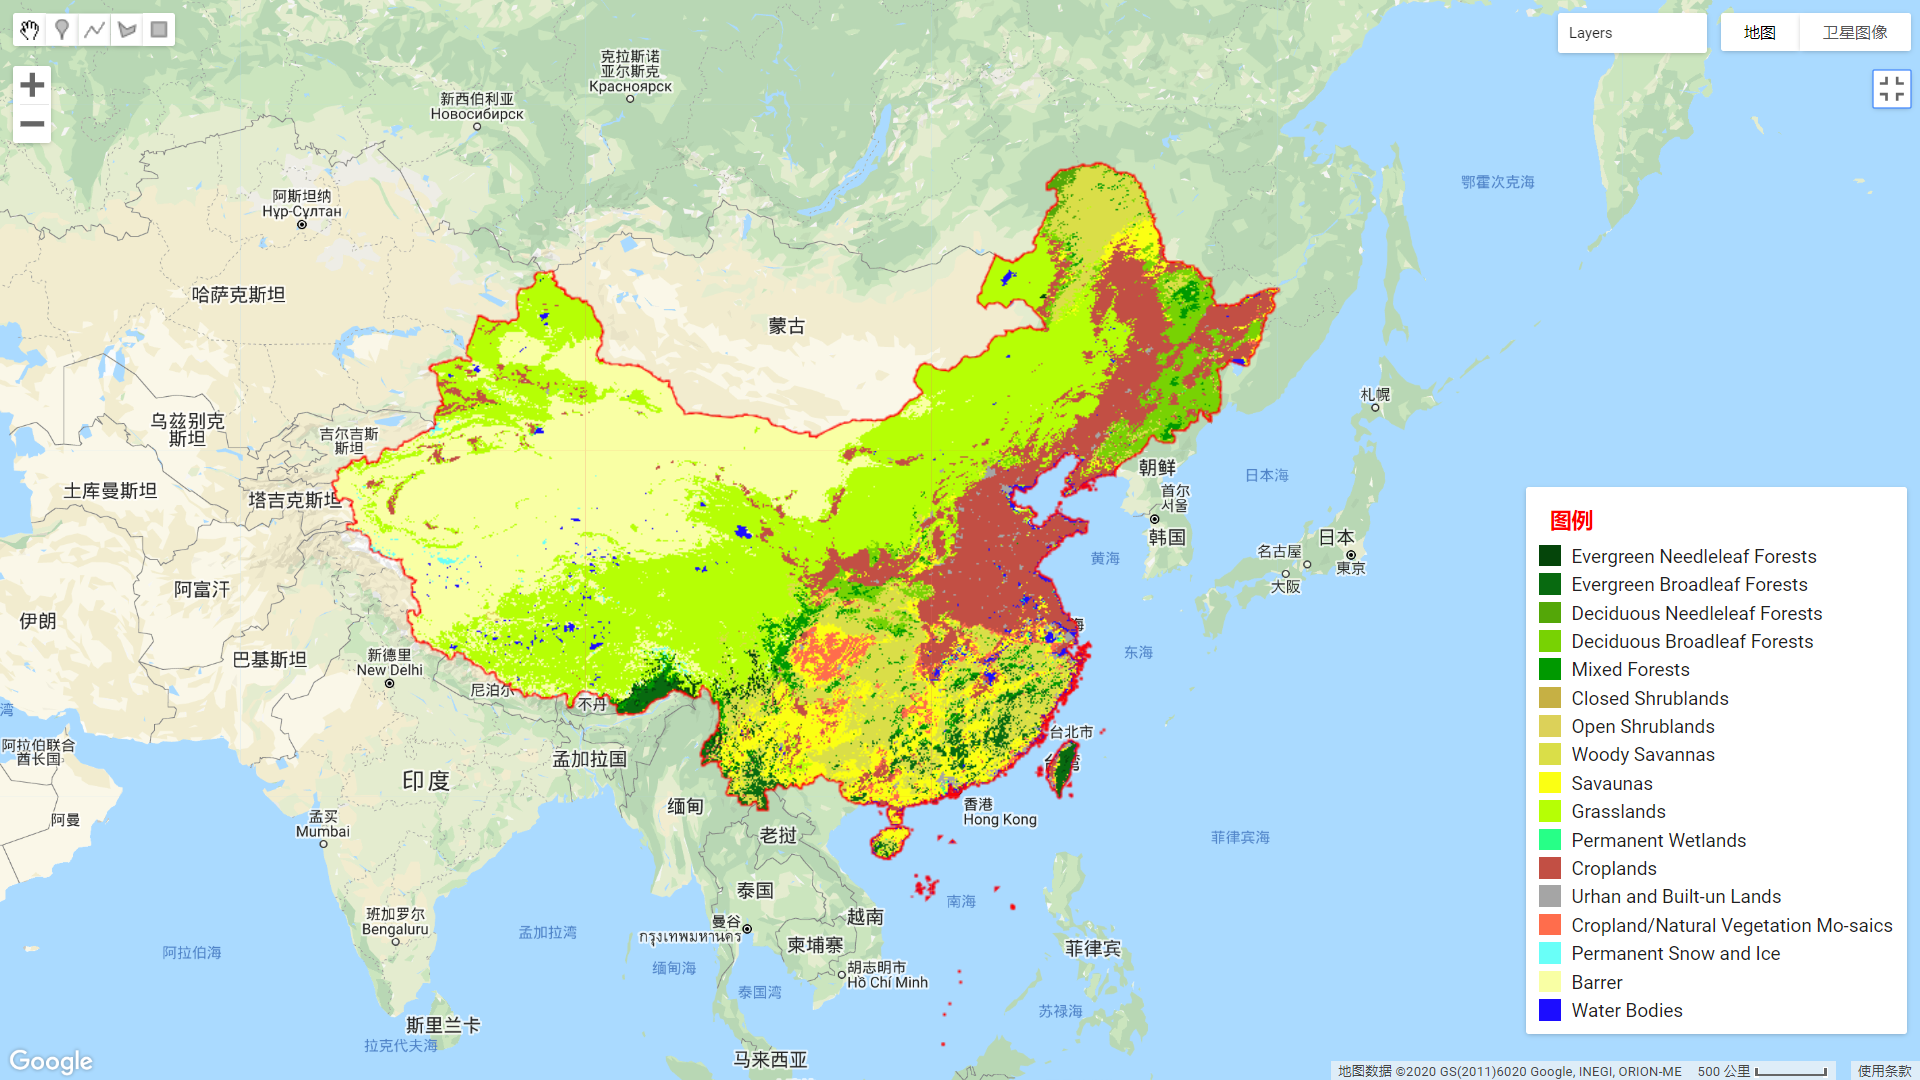 Layers
地图
卫星图像
克拉斯诺
亚尔斯克
Красноярск
新西伯利亚
Новосибирск
鄂霍次克海
阿斯坦纳
Нұр-Сұлтан
哈萨克斯坦
蒙古
札幌
乌兹别克
斯坦
吉尔吉斯
斯坦
朝鲜
日本海
土库曼斯坦
塔吉克斯坦
首尔
서울
韩国
日本
黄海
名古屋
東京
大阪
阿富汗
伊朗
海
东海
巴基斯坦
新德里
New Delhi
尼泊尔
不丹
湾
台北市
阿拉伯联合
酋长国
孟加拉国
印度
缅甸
香港
Hong Kong
阿曼
孟买
Mumbai
老挝
菲律宾海
泰国
南海
班加罗尔
Bengaluru
曼谷
กรุงเทพมหานคร
越南
孟加拉湾
柬埔寨
菲律宾
阿拉伯海
缅甸海
胡志明市
Hồ Chí Minh
泰国湾
苏禄海
斯里兰卡
拉克代夫海
马来西亚
图例
Evergreen Needleleaf Forests
Evergreen Broadleaf Forests
Deciduous Needleleaf Forests
Deciduous Broadleaf Forests
Mixed Forests
Closed Shrublands
Open Shrublands
Woody Savannas
Savaunas
Grasslands
Permanent Wetlands
Croplands
Urhan and Built-un Lands
Cropland/Natural Vegetation Mo-saics
Permanent Snow and Ice
Barrer
Water Bodies
Google
地图数据 ©2020 GS(2011)6020 Google, INEGI, ORION-ME
500 公里
使用条款